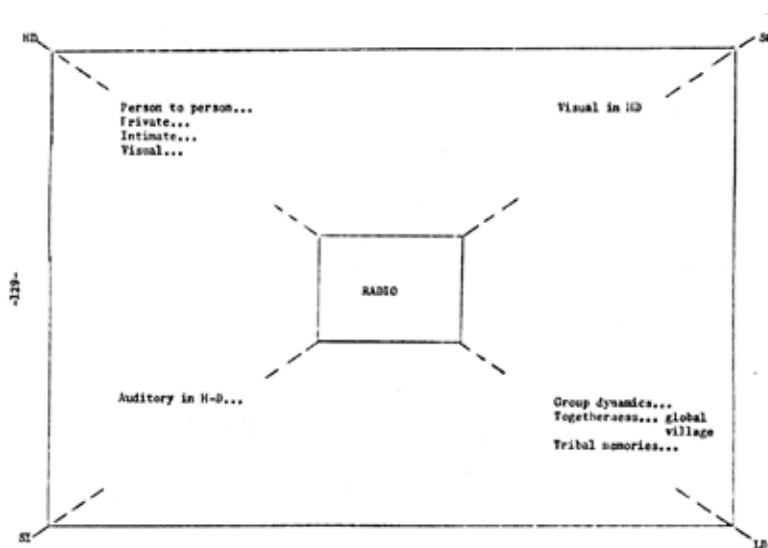 HD
Person to person...
Private...
Intimate...
Visual...
Visual in HD
-129-
RADIO
Auditory in H-D...
Group dynamics...
Togetherness... global
village
Tribal memories...
SI